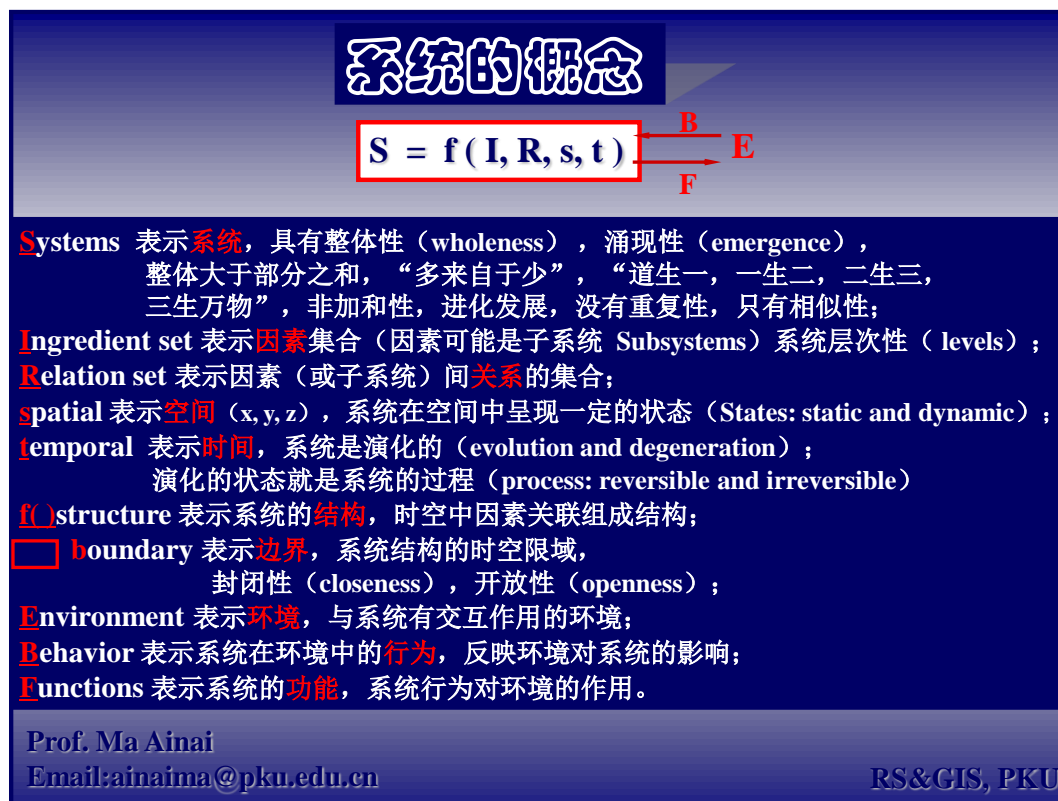 系统的概念
S = f ( I, R, s, t )
B
E
F
Systems 表示系统，具有整体性（wholeness） ，涌现性（emergence），
整体大于部分之和，“多来自于少”，“道生一，一生二，二生三，
三生万物”，非加和性，进化发展，没有重复性，只有相似性；
Ingredient set 表示因素集合（因素可能是子系统 Subsystems）系统层次性（ levels）；
Relation set 表示因素（或子系统）间关系的集合；
spatial 表示空间（x, y, z），系统在空间中呈现一定的状态（States: static and dynamic）；
temporal 表示时间，系统是演化的（evolution and degeneration）；
演化的状态就是系统的过程（process: reversible and irreversible）
f( )structure 表示系统的结构，时空中因素关联组成结构；
boundary 表示边界，系统结构的时空限域，
封闭性（closeness），开放性（openness）；
Environment 表示环境，与系统有交互作用的环境；
Behavior 表示系统在环境中的行为，反映环境对系统的影响；
Functions 表示系统的功能，系统行为对环境的作用。
Prof. Ma Ainai
Email:ainaima@pku.edu.cn
RS&GIS, PKU